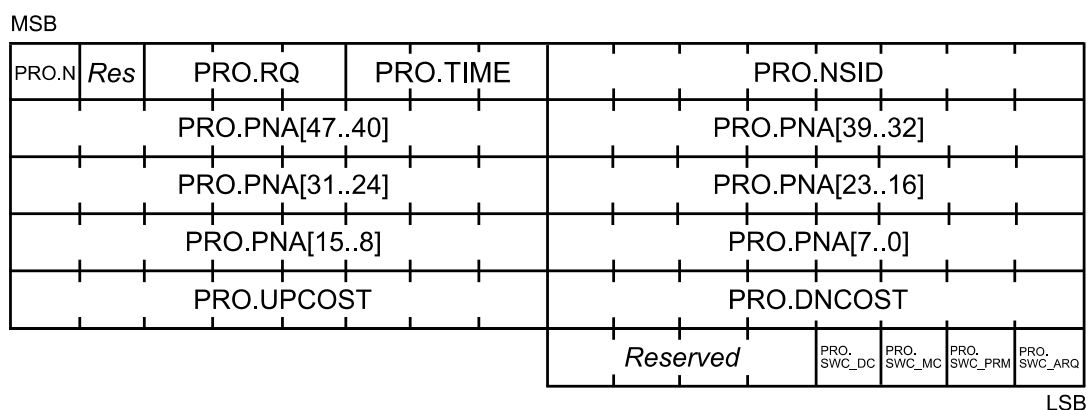 MSB
PRO.N Res PRO.RQ PRO.TIME PRO.NSID
PRO.PNA[47..40] PRO.PNA[39..32]
PRO.PNA[31..24] PRO.PNA[23..16]
PRO.PNA[15..8] PRO.PNA[7..0]
PRO.UPCOST PRO.DNCOST
Reserved PRO. SWC_DC PRO. SWC_MC PRO. SWC_PRM PRO. SWC_ARQ
LSB